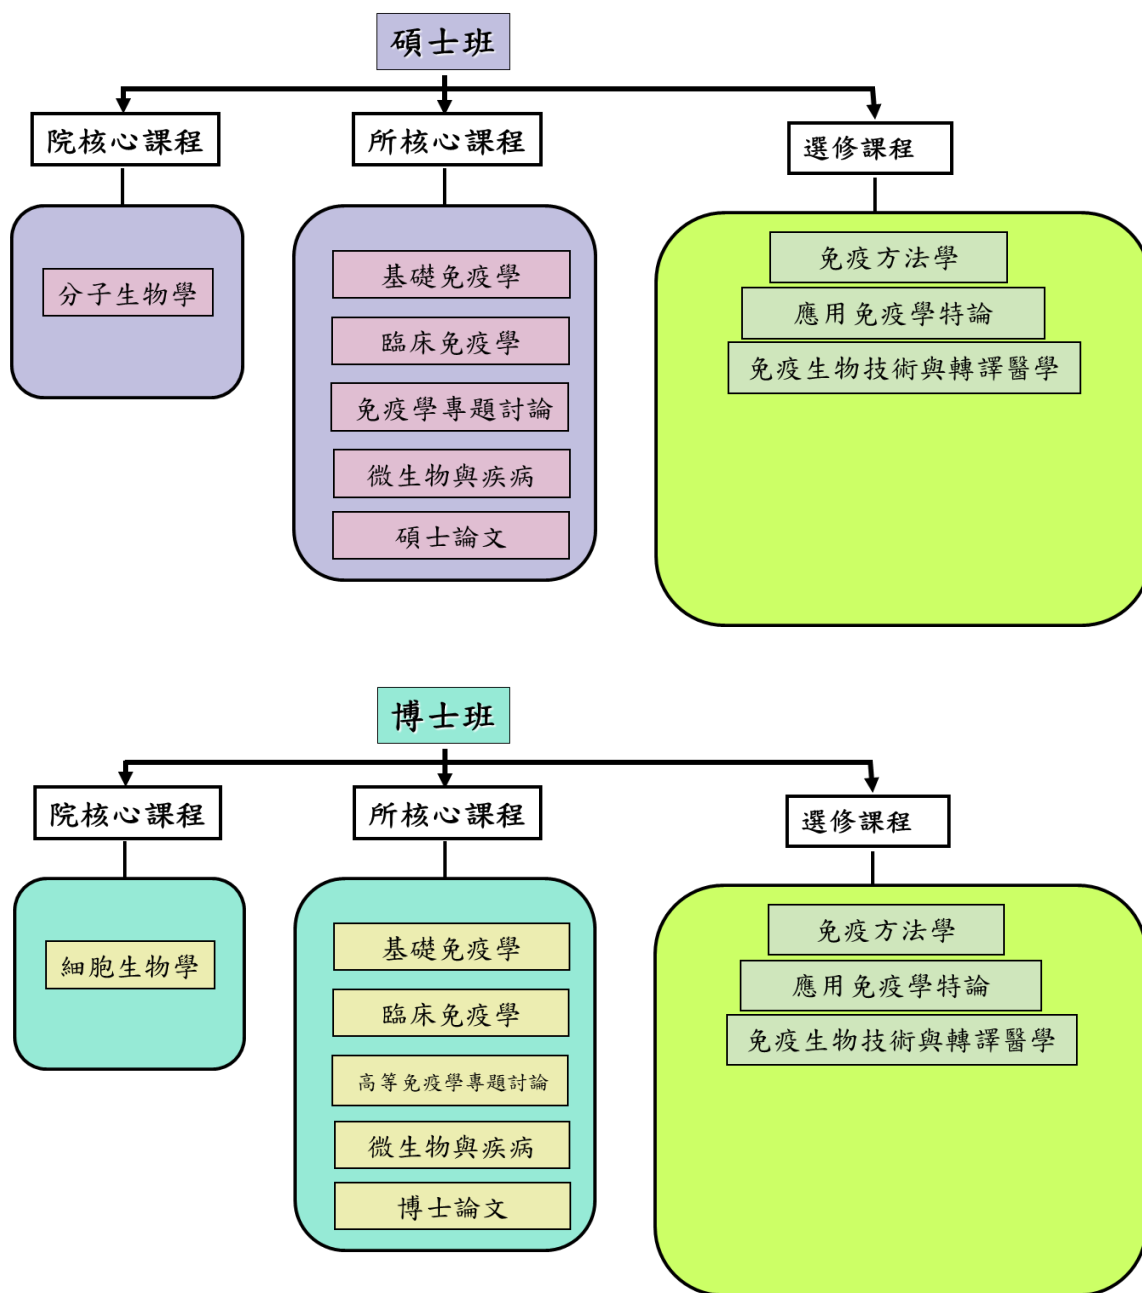 碩士班
院核心課程
所核心課程
選修課程
分子生物學
基礎免疫學
臨床免疫學
免疫學專題討論
微生物與疾病
碩士論文
免疫方法學
應用免疫學特論
免疫生物技術與轉譯醫學
博士班
院核心課程
所核心課程
選修課程
細胞生物學
基礎免疫學
臨床免疫學
高等免疫學專題討論
微生物與疾病
博士論文
免疫方法學
應用免疫學特論
免疫生物技術與轉譯醫學